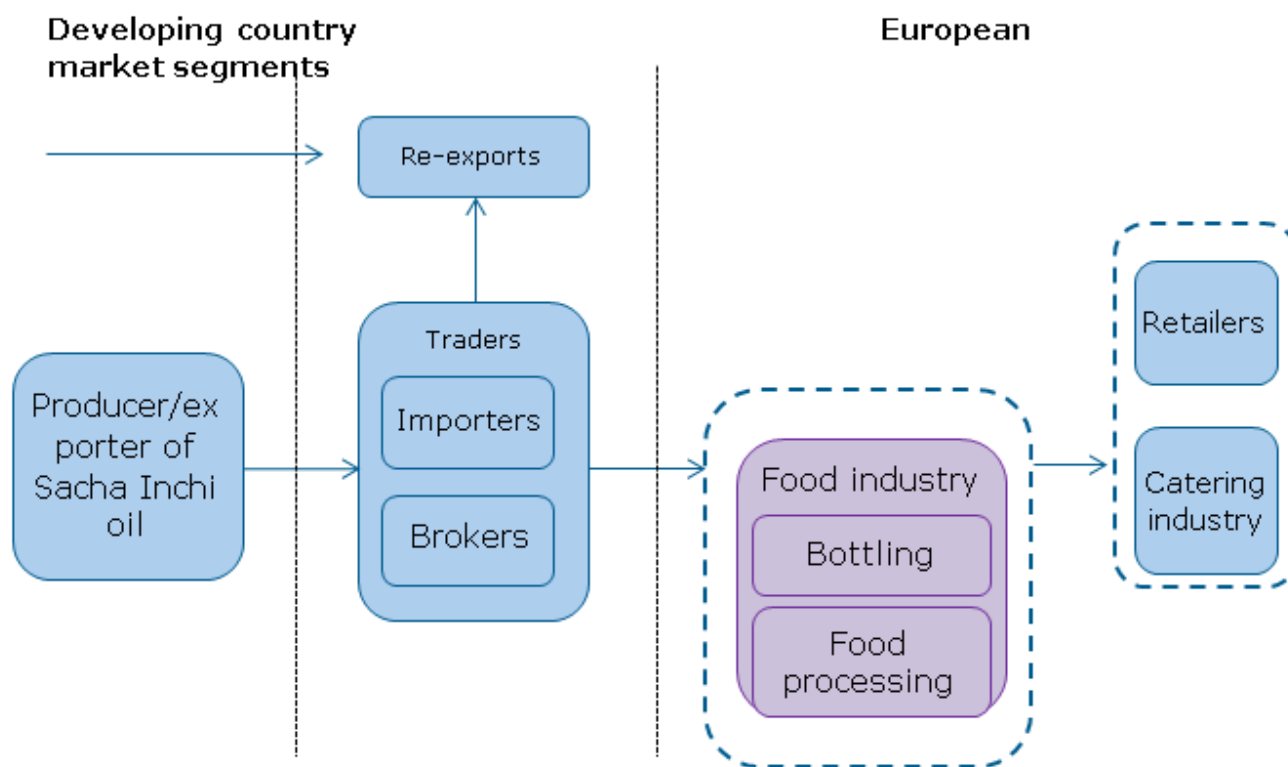 Developing country
market segments
European
Re-exports
Traders
Importers
Brokers
Producer/ex
porter of
Sacha Inchi
oil
Food industry
Bottling
Food
processing
Retailers
Catering
industry